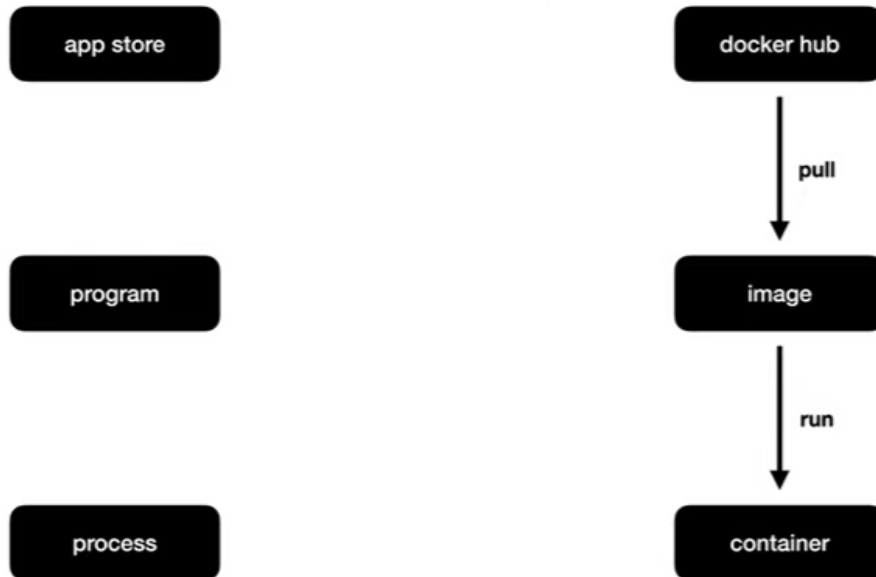 app store
docker hub
pull
program
image
run
process
container